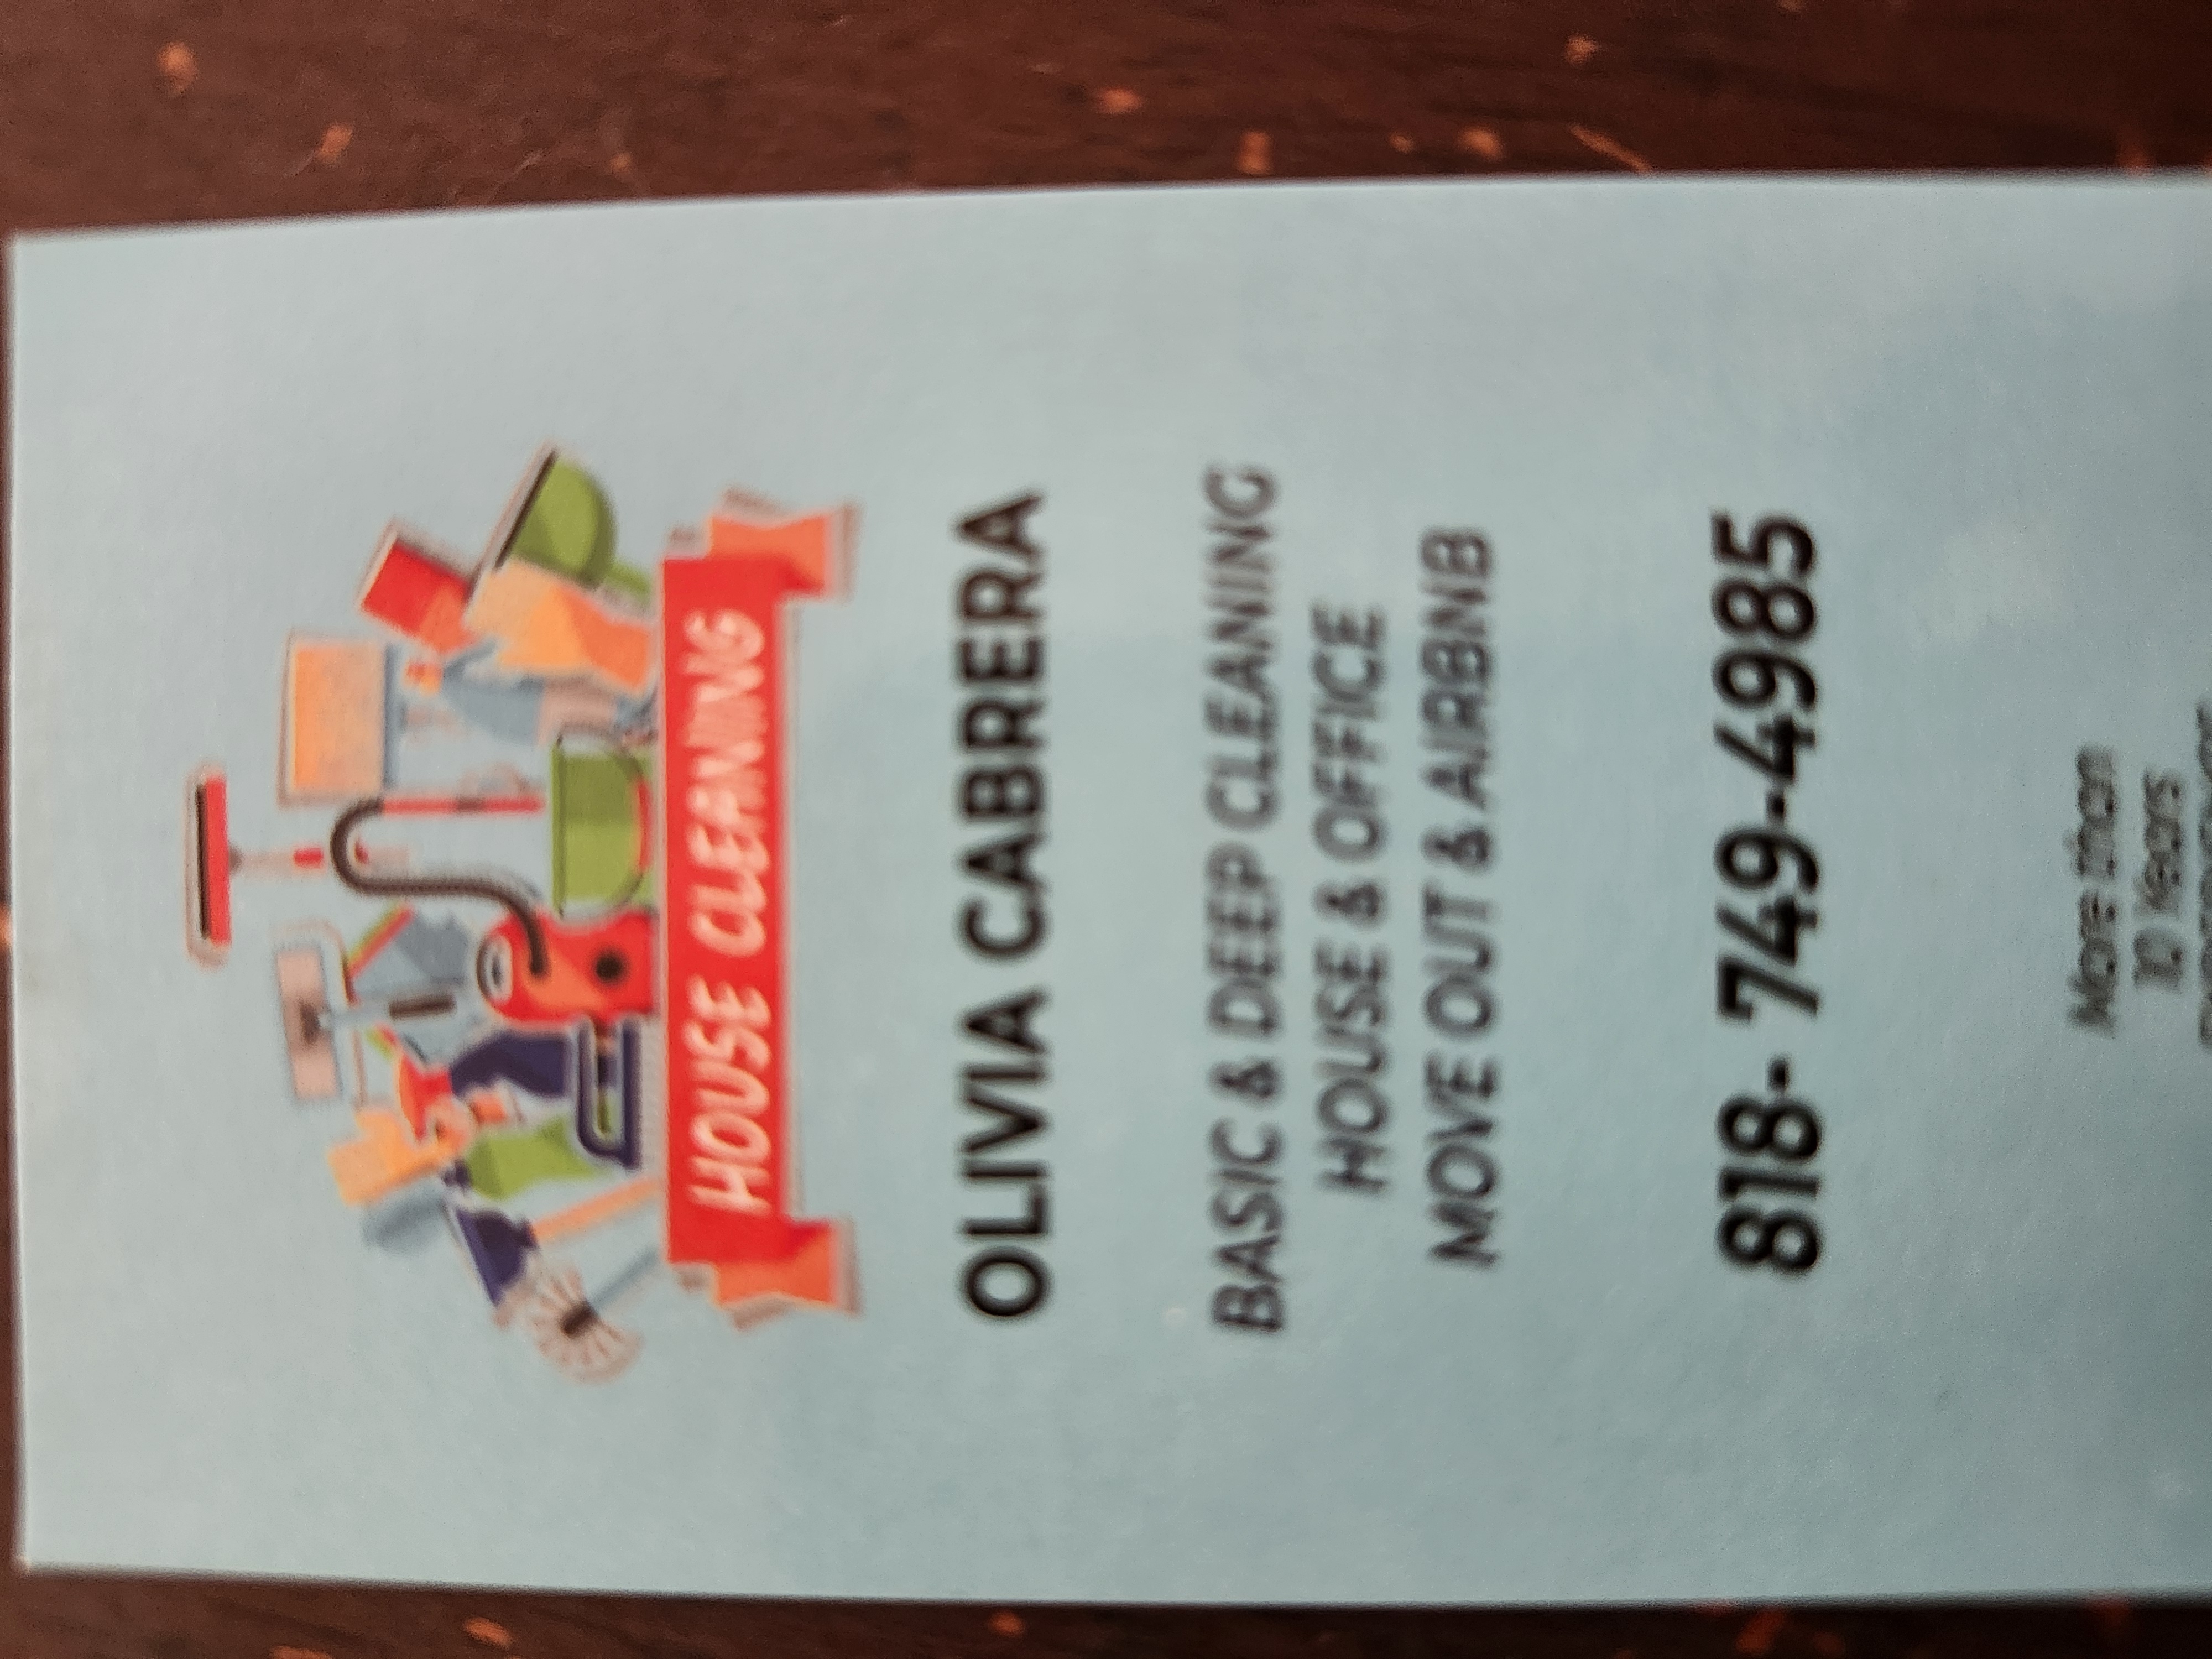 HOUSE CLEANING
OLIVIA CABRERA
BASIC & DEEP CLEANING
HOUSE & OFFICE
MOVE OUT & AIRBNB
818- 749-4985
More than
10 Years